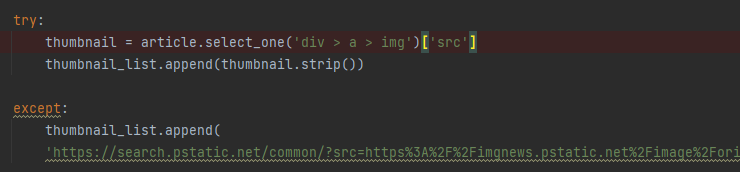 try:
thumbnail = article.select_one('div > a > img')['src']
thumbnail_list.append(thumbnail.strip())
except:
thumbnail_list.append(
'https://search.pstatic.net/common/?src=https%3A%2F%2Fimgnews.pstatic.net%2Fimage%2Fori